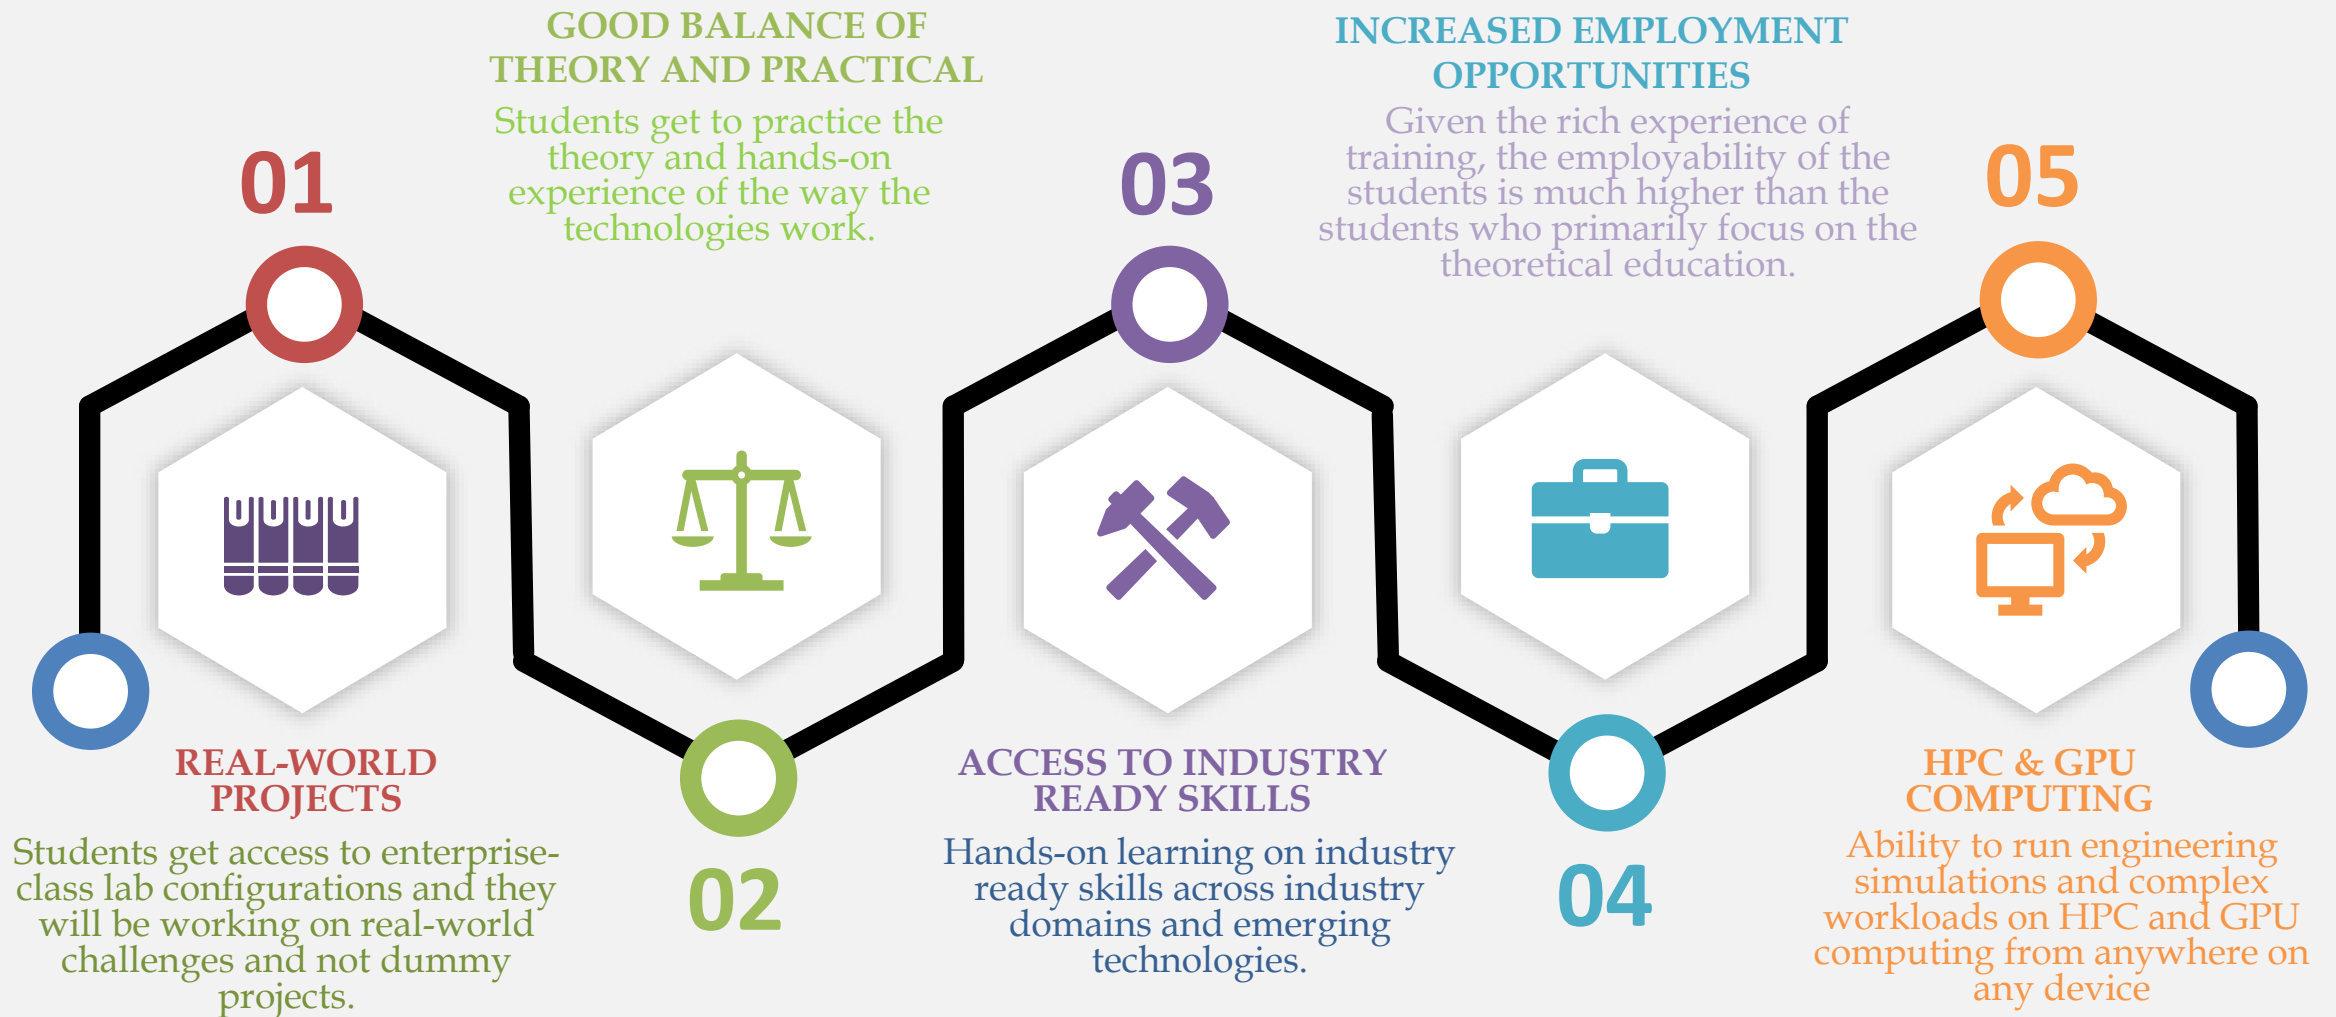 01
REAL-WORLD
PROJECTS
Students get access to enterprise-
class lab configurations and they
will be working on real-world
challenges and not dummy
projects.
GOOD BALANCE OF
THEORY AND PRACTICAL
Students get to practice the
theory and hands-on
experience of the way the
technologies work.
02
03
ACCESS TO INDUSTRY
READY SKILLS
Hands-on learning on industry
ready skills across industry
domains and emerging
technologies.
INCREASED EMPLOYMENT
OPPORTUNITIES
Given the rich experience of
training, the employability of the
students is much higher than the
students who primarily focus on the
theoretical education.
04
05
HPC & GPU
COMPUTING
Ability to run engineering
simulations and complex
workloads on HPC and GPU
computing from anywhere on
any device